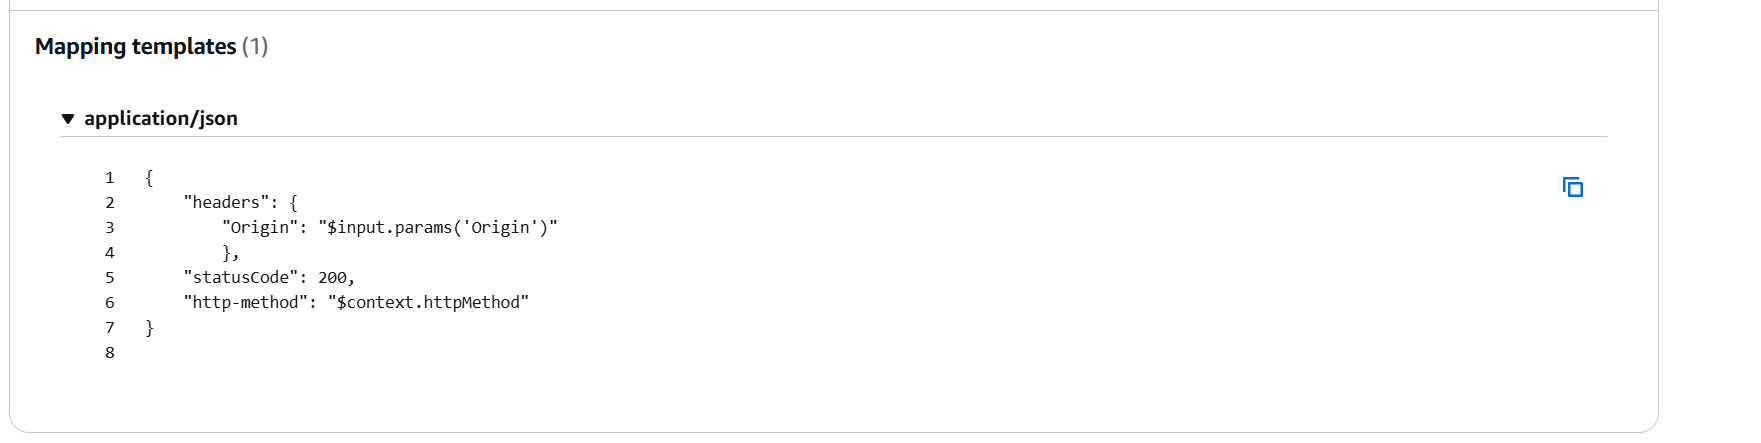 Mapping templates (1)
application/json
1 {
2     "headers": {
3         "Origin": "$input.params('Origin')"
4         },
5     "statusCode": 200,
6     "http-method": "$context.httpMethod"
7 }
8